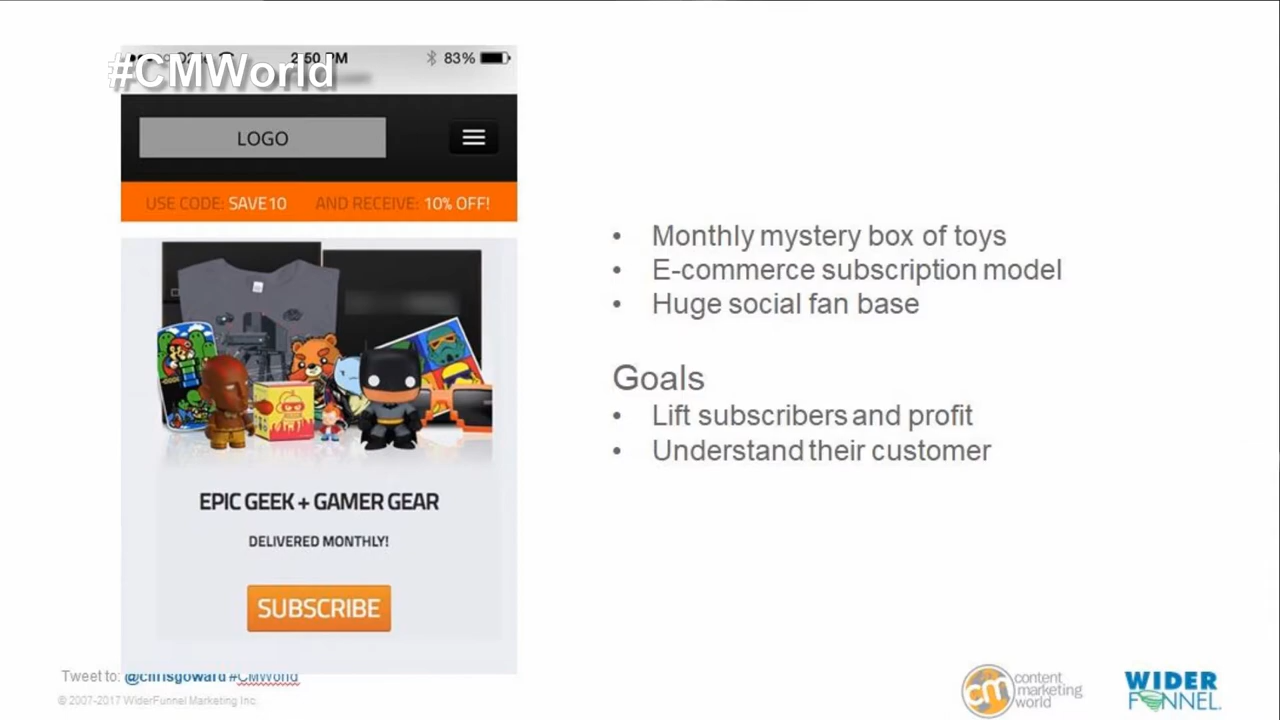 #CMWorld
2:50 PM
83%
LOGO
USE CODE: SAVE10 AND RECEIVE: 10% OFF!
EPIC GEEK + GAMER GEAR
DELIVERED MONTHLY!
SUBSCRIBE
• Monthly mystery box of toys
• E-commerce subscription model
• Huge social fan base
Goals
• Lift subscribers and profit
• Understand their customer
Tweet to: @chrisgoward #CMWorld
© 2007-2017 WiderFunnel Marketing Inc.
cm content
marketing
world
WIDER
FUNNEL